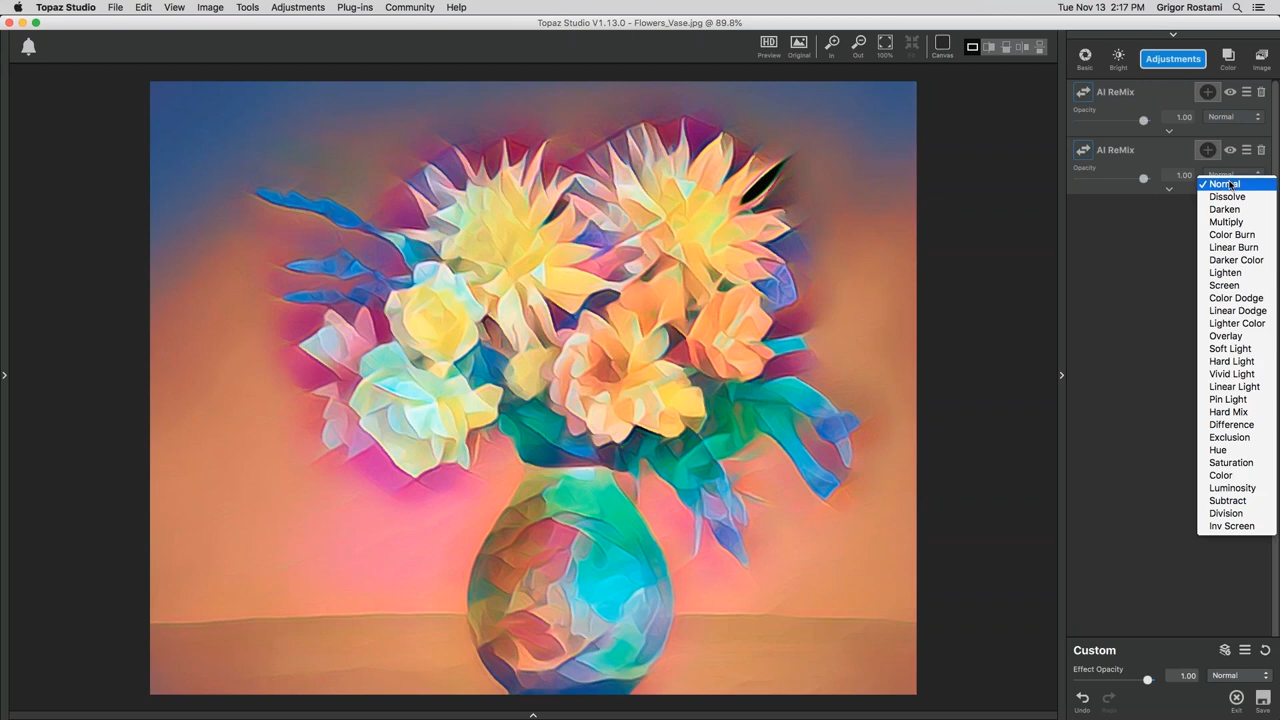 Topaz Studio File Edit View Image Tools Adjustments Plug-ins Community Help Tue Nov 13 2:17 PM Grigor Rostami
Topaz Studio V1.13.0 - Flowers_Vase.jpg @ 89.8%
Preview Original In Out 100% Canvas
Basic Bright Adjustments Color Image
AI ReMix
Opacity 1.00 Normal
AI ReMix
Opacity 1.00 Normal
Normal
Dissolve
Darken
Multiply
Color Burn
Linear Burn
Darker Color
Lighten
Screen
Color Dodge
Linear Dodge
Lighter Color
Overlay
Soft Light
Hard Light
Vivid Light
Linear Light
Pin Light
Hard Mix
Difference
Exclusion
Hue
Saturation
Color
Luminosity
Subtract
Division
Inv Screen
Custom
Effect Opacity 1.00 Normal
Undo Exit Save